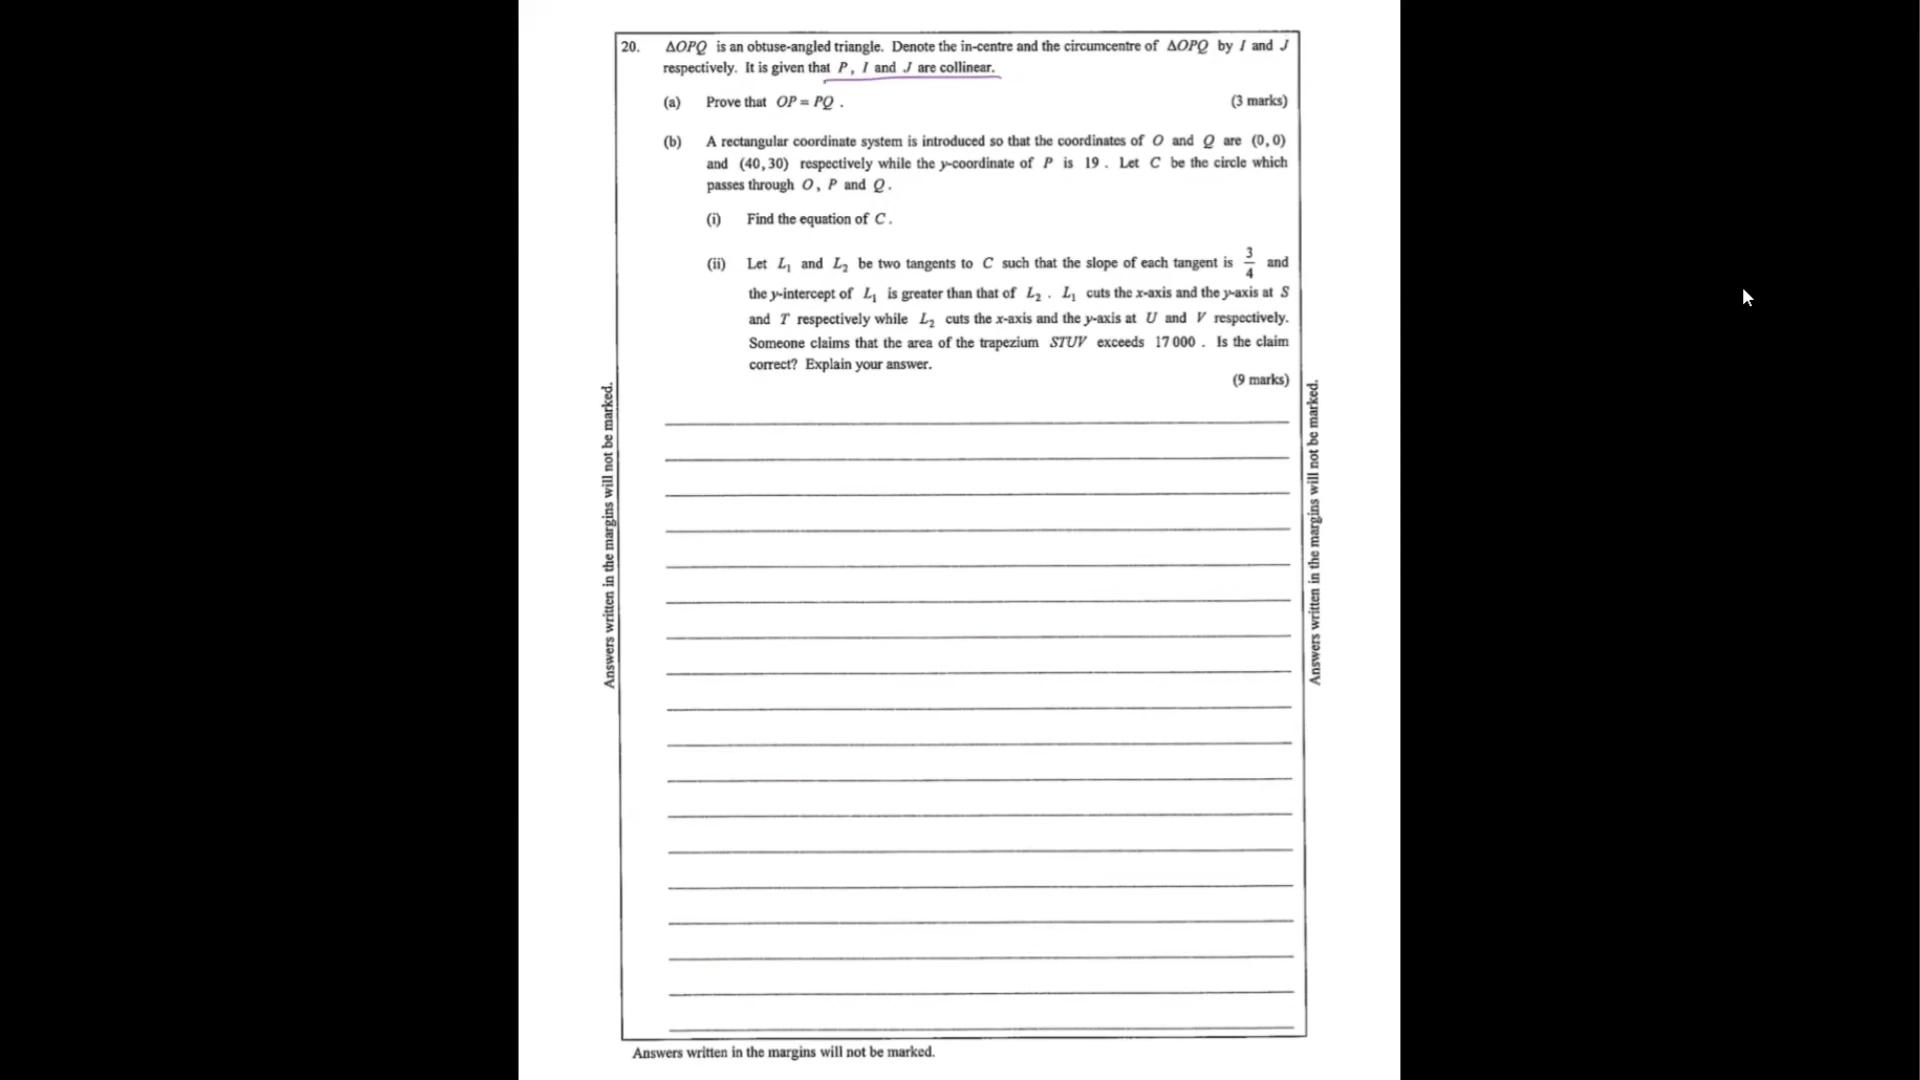 20. ΔOPQ is an obtuse-angled triangle. Denote the in-centre and the circumcentre of ΔOPQ by I and J
respectively. It is given that P, I and J are collinear.
(a) Prove that OP = PQ. (3 marks)
(b) A rectangular coordinate system is introduced so that the coordinates of O and Q are (0,0)
and (40,30) respectively while the y-coordinate of P is 19. Let C be the circle which
passes through O, P and Q.
(i) Find the equation of C.
(ii) Let L₁ and L₂ be two tangents to C such that the slope of each tangent is 3/4 and
the y-intercept of L₁ is greater than that of L₂. L₁ cuts the x-axis and the y-axis at S
and T respectively while L₂ cuts the x-axis and the y-axis at U and V respectively.
Someone claims that the area of the trapezium STUV exceeds 17 000. Is the claim
correct? Explain your answer.
(9 marks)
Answers written in the margins will not be marked.
Answers written in the margins will not be marked.
Answers written in the margins will not be marked.